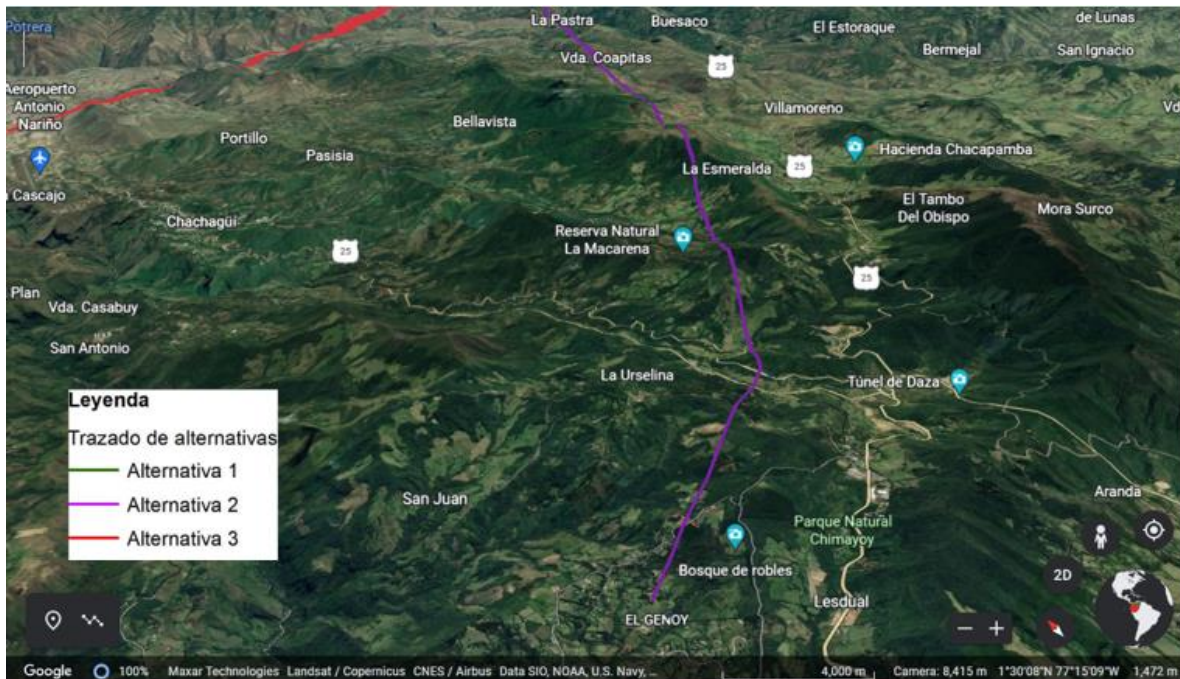 La Pastra
Buesaco
de Lunas
Potrera
El Estoraque
Bermejal
San Ignacio
Vda. Coapitas
25
Aeropuerto
Antonio
Nariño
Villamoreno
Vd
Bellavista
Portillo
Pasisia
La Esmeralda
25
Hacienda Chacapamba
Cascajo
El Tambo
Del Obispo
Mora Surco
Chachagüi
Reserva Natural
La Macarena
25
25
Plan
Vda. Casabuy
San Antonio
La Urselina
Túnel de Daza
Leyenda
Trazado de alternativas
Alternativa 1
Alternativa 2
Alternativa 3
San Juan
Aranda
Parque Natural
Chimayoy
Bosque de robles
2D
Lesdual
EL GENOY
Google
100%
Maxar Technologies Landsat / Copernicus CNES / Airbus Data SIO, NOAA, U.S. Navy, ...
4,000 m
Camera: 8,415 m
1°30'08"N 77°15'09"W
1,472 m